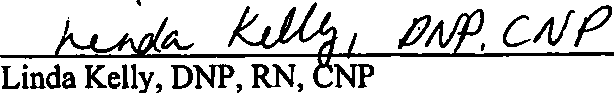 Linda Kelly, DNP, CNP
Linda Kelly, DNP, RN, CNP